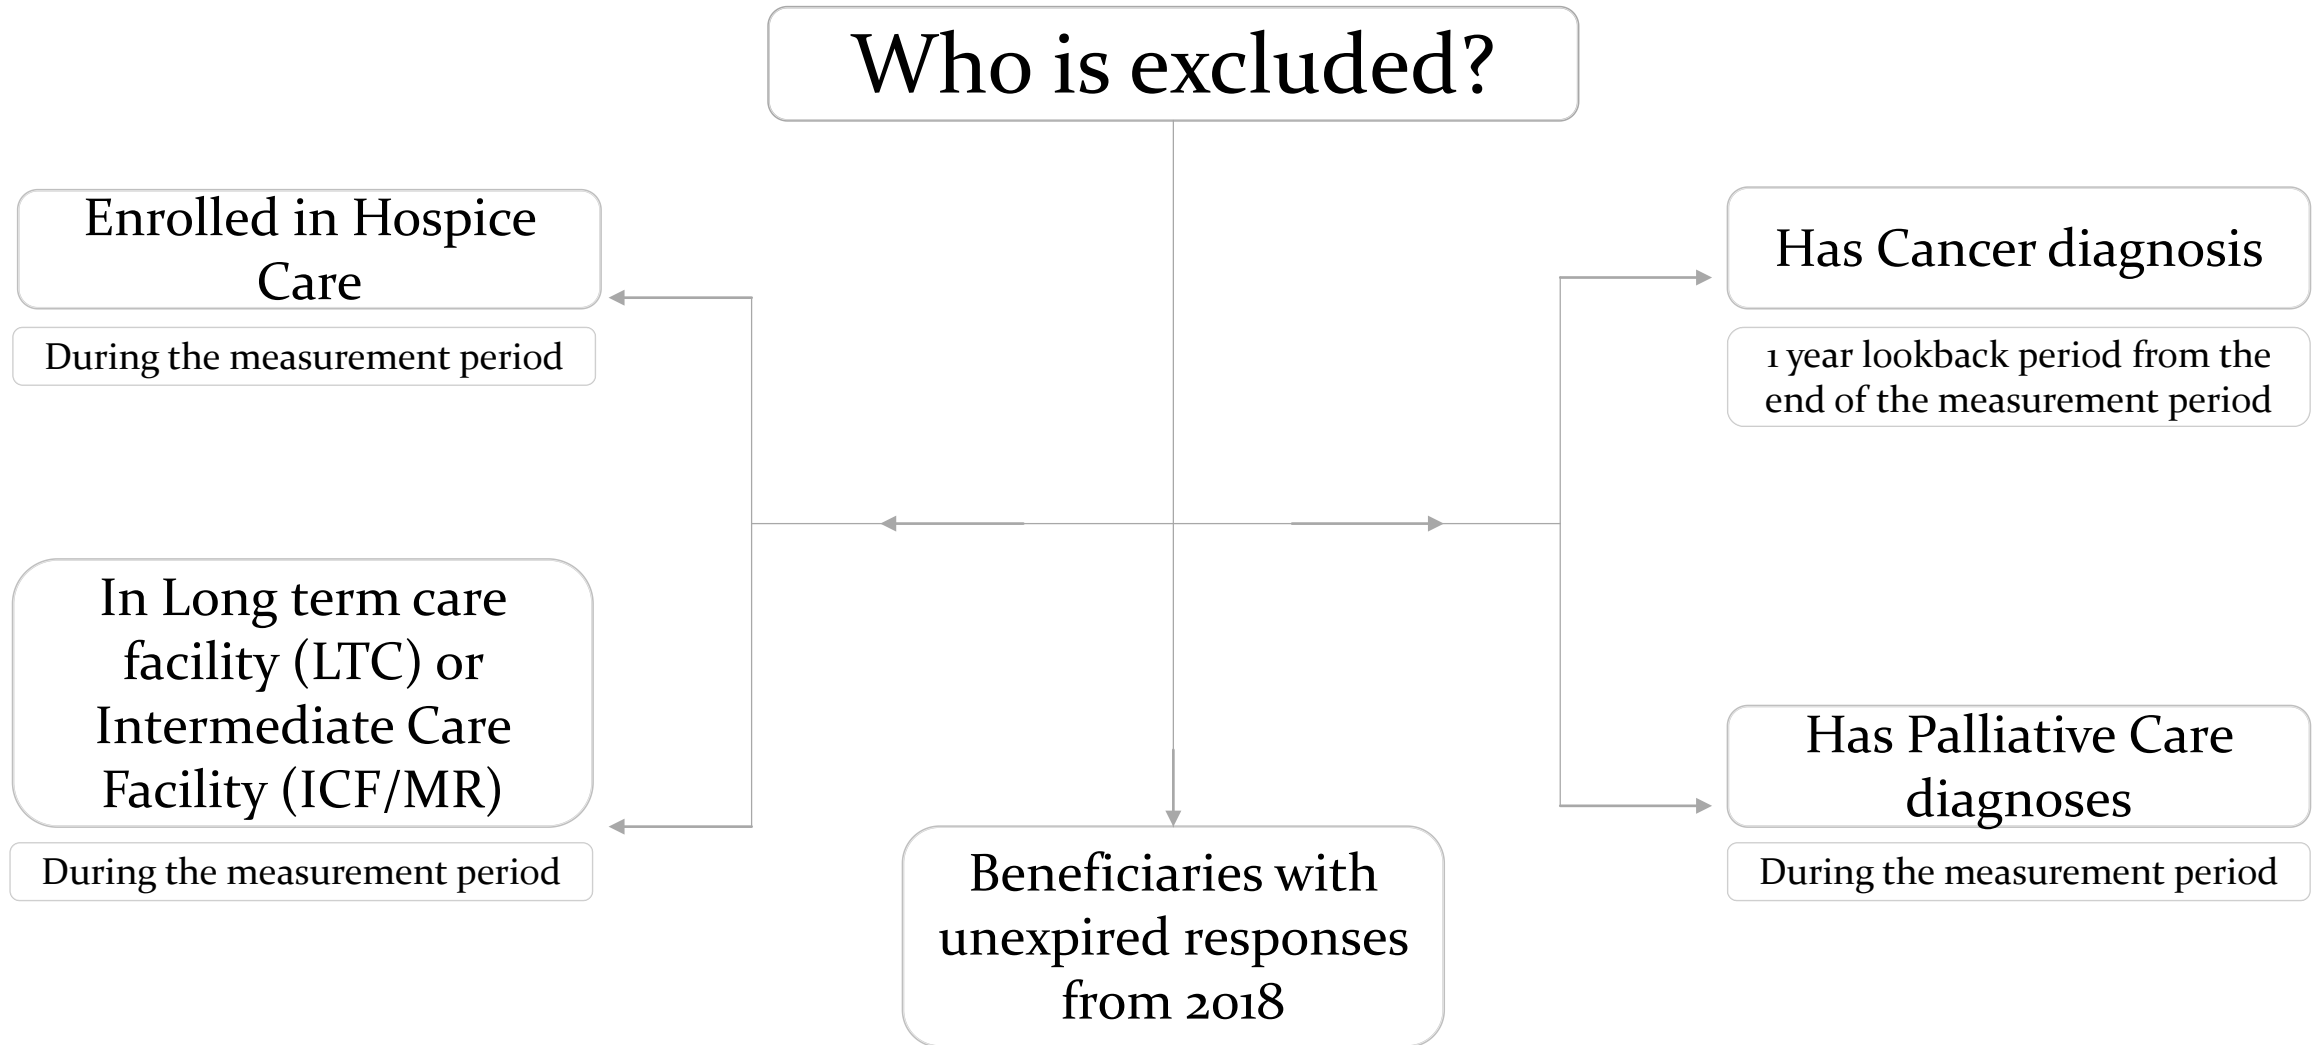 Who is excluded?
Enrolled in Hospice
Care
During the measurement period
Has Cancer diagnosis
1 year lookback period from the
end of the measurement period
In Long term care
facility (LTC) or
Intermediate Care
Facility (ICF/MR)
During the measurement period
Has Palliative Care
diagnoses
During the measurement period
Beneficiaries with
unexpired responses
from 2018